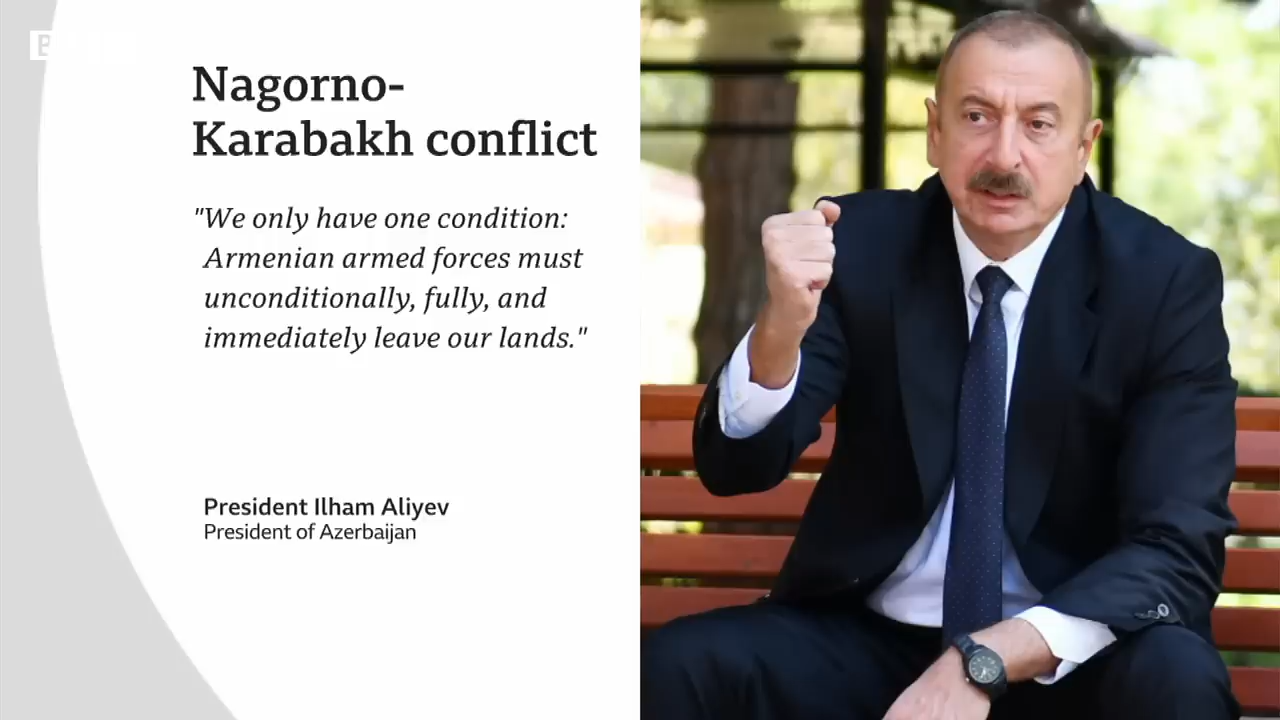 B
Nagorno-
Karabakh conflict
"We only have one condition:
Armenian armed forces must
unconditionally, fully, and
immediately leave our lands."
President Ilham Aliyev
President of Azerbaijan